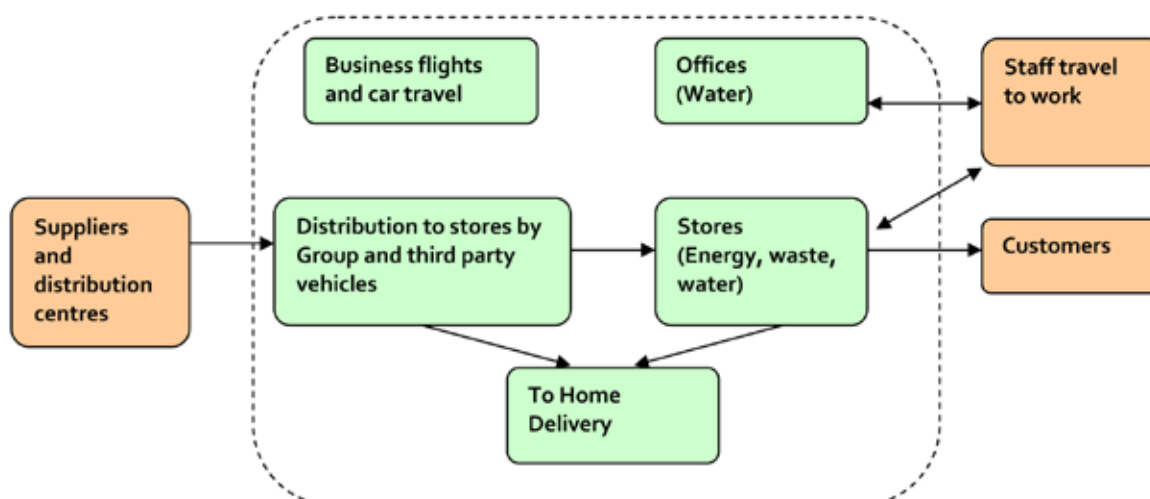 Business flights
and car travel
Offices
(Water)
Staff travel
to work
Suppliers
and
distribution
centres
Distribution to stores by
Group and third party
vehicles
Stores
(Energy, waste,
water)
Customers
To Home
Delivery